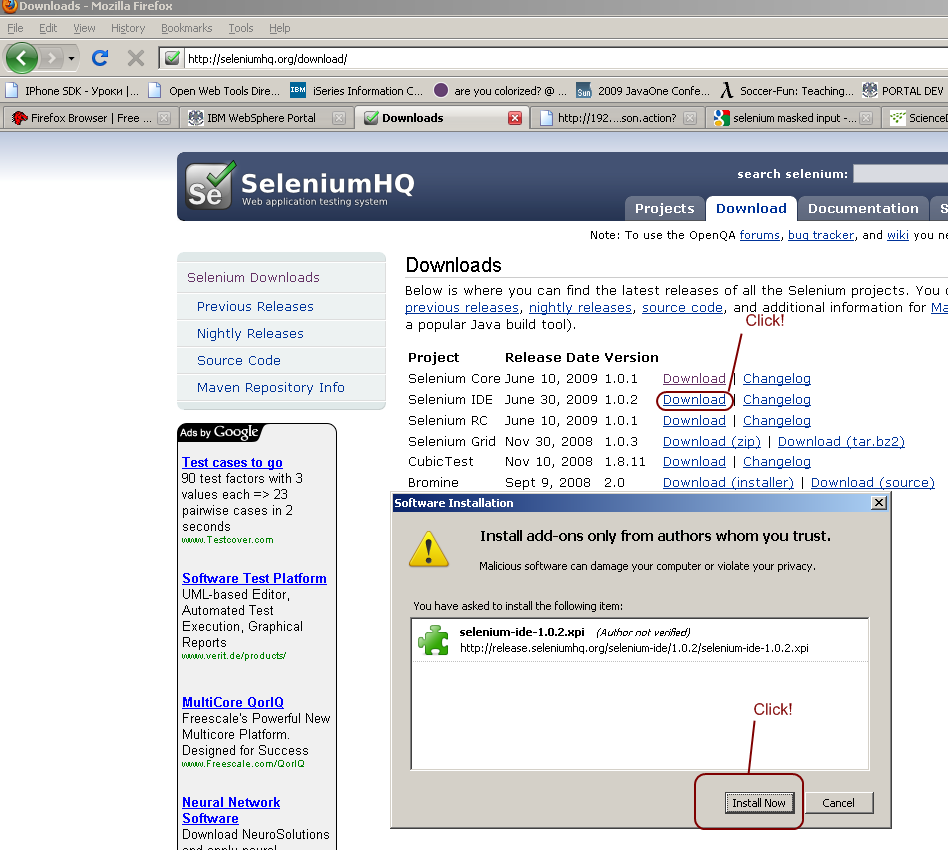 Downloads - Mozilla Firefox
File Edit View History Bookmarks Tools Help
http://seleniumhq.org/download/
IPhone SDK - Уроки |... Open Web Tools Dire... IBM iSeries Information C... are you colorized? @ ... Sun 2009 JavaOne Confe... Soccer-Fun: Teaching... PORTAL DEV
Firefox Browser | Free ... IBM WebSphere Portal Downloads http://192....son.action? selenium masked input -... ScienceD
Se SeleniumHQ
Web application testing system
search selenium:
Projects Download Documentation S
Note: To use the OpenQA forums, bug tracker, and wiki you ne
Selenium Downloads
Previous Releases
Nightly Releases
Source Code
Maven Repository Info
Downloads
Below is where you can find the latest releases of all the Selenium projects. You c
previous releases, nightly releases, source code, and additional information for Ma
a popular Java build tool).
Click!
Project Release Date Version
Selenium Core June 10, 2009 1.0.1 Download | Changelog
Selenium IDE June 30, 2009 1.0.2 Download | Changelog
Selenium RC June 10, 2009 1.0.1 Download | Changelog
Selenium Grid Nov 30, 2008 1.0.3 Download (zip) | Download (tar.bz2)
CubicTest Nov 10, 2008 1.8.11 Download | Changelog
Bromine Sept 9, 2008 2.0 Download (installer) | Download (source)
Ads by Google
Test cases to go
90 test factors with 3
values each => 23
pairwise cases in 2
seconds
www.Testcover.com
Software Test Platform
UML-based Editor,
Automated Test
Execution, Graphical
Reports
www.verit.de/products/
MultiCore QorIQ
Freescale's Powerful New
Multicore Platform.
Designed for Success
www.Freescale.com/QorIQ
Neural Network
Software
Download NeuroSolutions
and apply neural
Software Installation
Install add-ons only from authors whom you trust.
Malicious software can damage your computer or violate your privacy.
You have asked to install the following item:
selenium-ide-1.0.2.xpi (Author not verified)
http://release.seleniumhq.org/selenium-ide/1.0.2/selenium-ide-1.0.2.xpi
Click!
Install Now Cancel